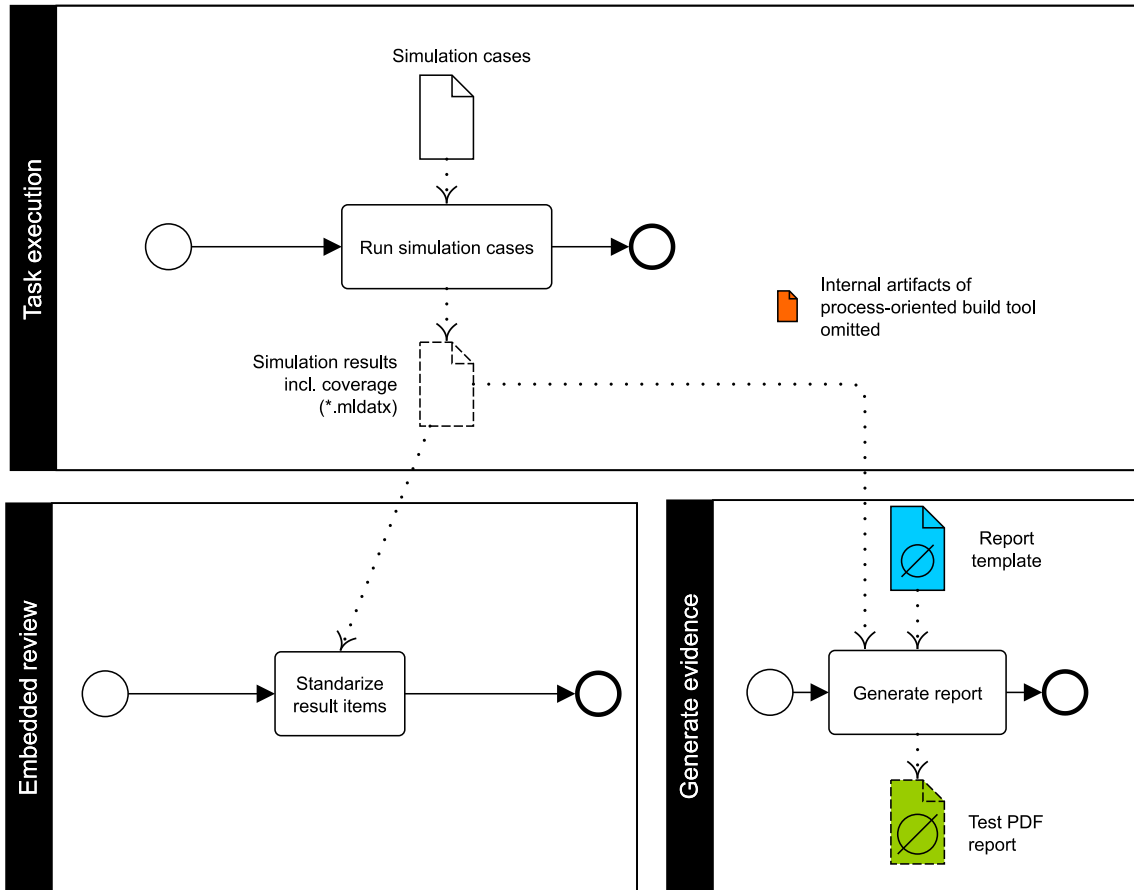 Task execution
Simulation cases
Run simulation cases
Internal artifacts of
process-oriented build tool
omitted
Simulation results
incl. coverage
(*.mldatx)
Embedded review
Standarize
result items
Generate evidence
Report
template
Generate report
Test PDF
report